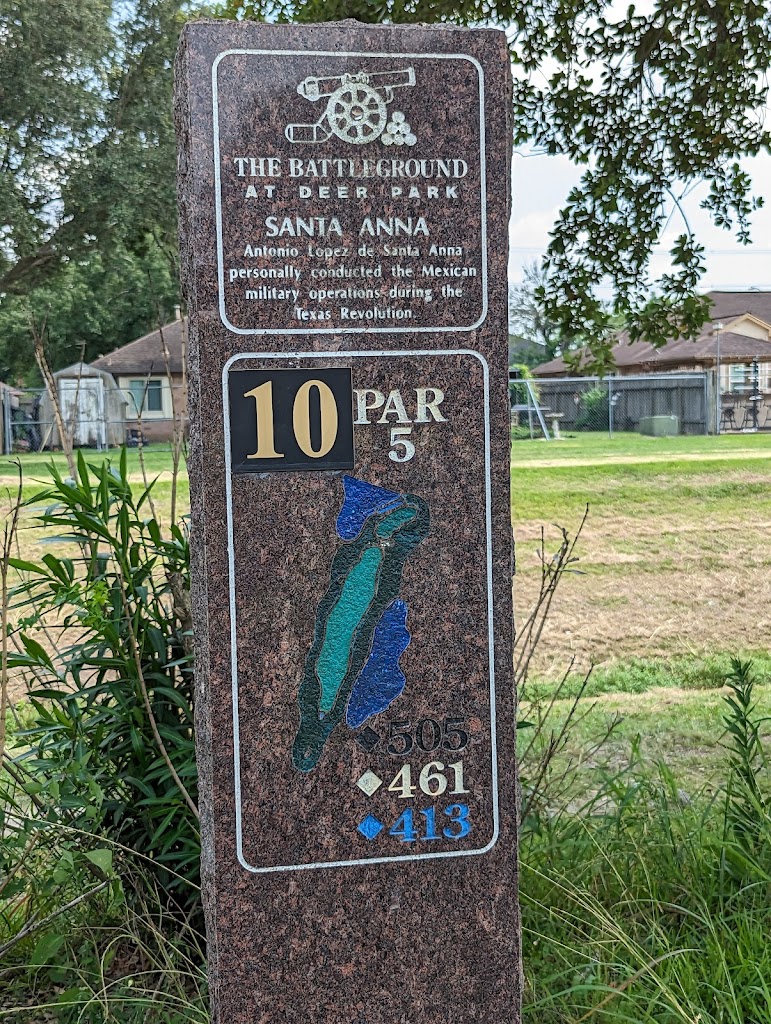 THE BATTLEGROUND
AT DEER PARK
SANTA ANNA
Antonio Lopez de Santa Anna
personally conducted the Mexican
military operations during the
Texas Revolution.
10 PAR
5
505
461
413